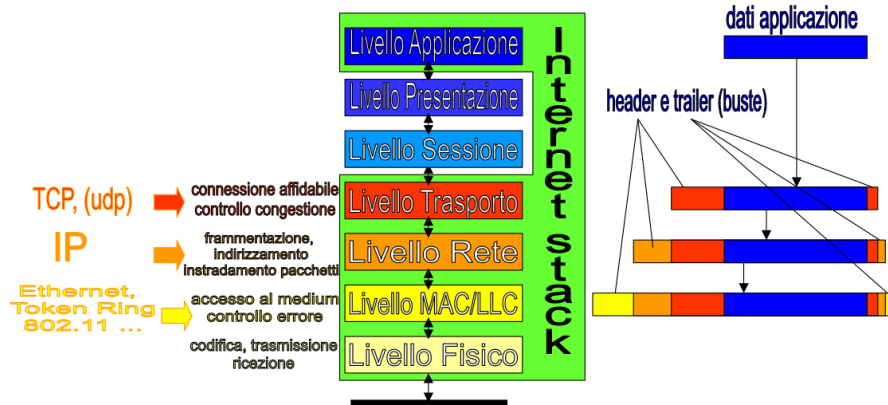 dati applicazione
Livello Applicazione
Livello Presentazione
header e trailer (buste)
Livello Sessione
Internet stack
TCP, (udp)
connessione affidabile
controllo congestione
Livello Trasporto
IP
frammentazione,
indirizzamento
instradamento pacchetti
Livello Rete
Ethernet,
Token Ring
802.11 ...
accesso al medium
controllo errore
Livello MAC/LLC
codifica, trasmissione
ricezione
Livello Fisico